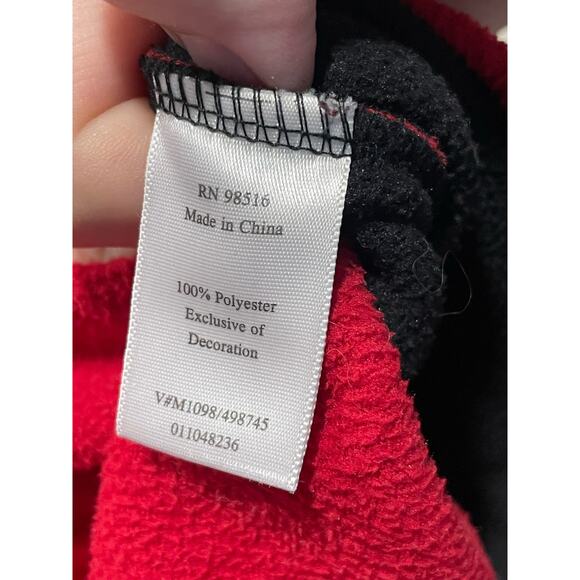 RN 98516
Made in China
100% Polyester
Exclusive of
Decoration
V#M1098/498745
011048236